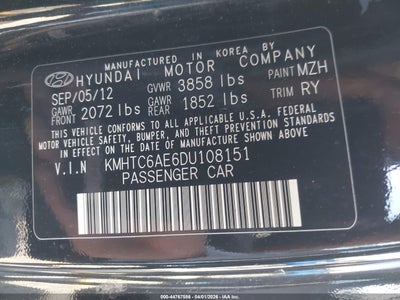 MANUFACTURED IN KOREA BY
HYUNDAI MOTOR COMPANY
SEP/05/12 GVWR 3858 lbs PAINT MZH
GAWR FRONT 2072 lbs GAWR REAR 1852 lbs TRIM RY
THIS VEHICLE CONFORMS TO ALL APPLICABLE U.S.A. FEDERAL
MOTOR VEHICLE SAFETY, BUMPER, AND THEFT PREVENTION
STANDARDS IN EFFECT ON THE DATE OF MANUFACTURE SHOWN ABOVE.
V.I.N KMHTC6AE6DU108151
PASSENGER CAR
000-44767586 - 04/01/2026 - IAA Inc.